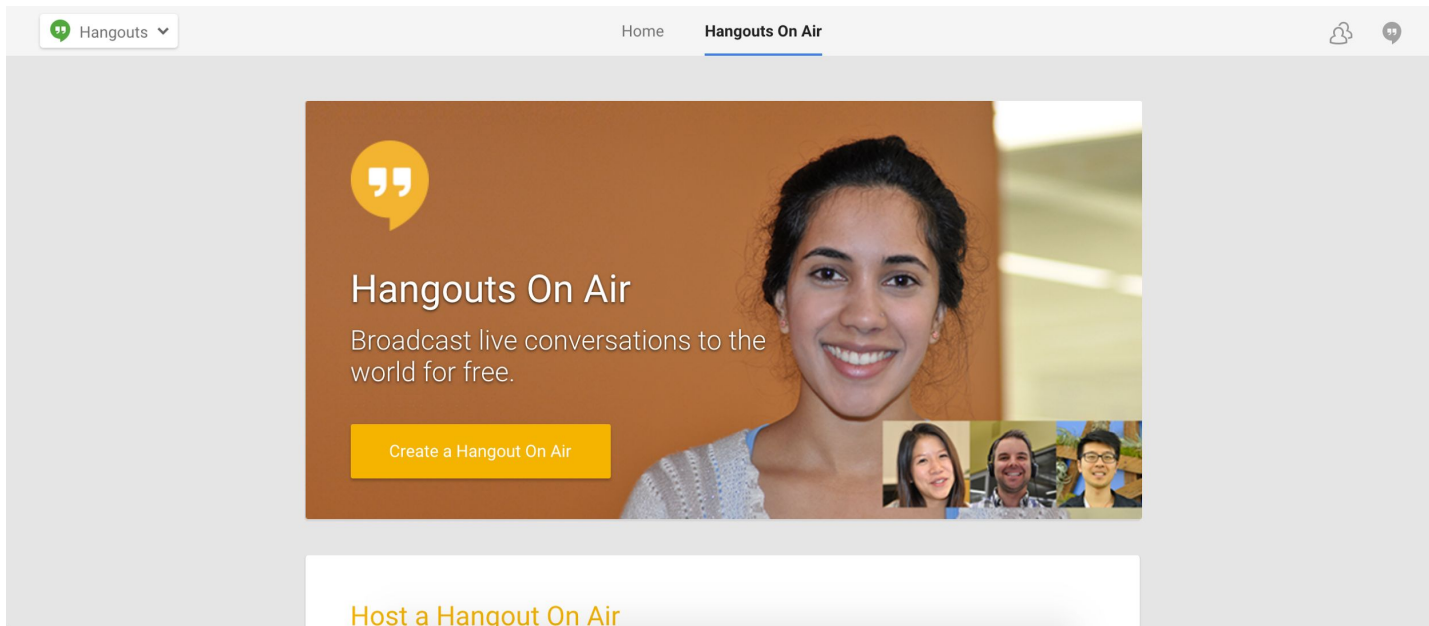 Hangouts
Home
Hangouts On Air
Hangouts On Air
Broadcast live conversations to the
world for free.
Create a Hangout On Air
Host a Hangout On Air